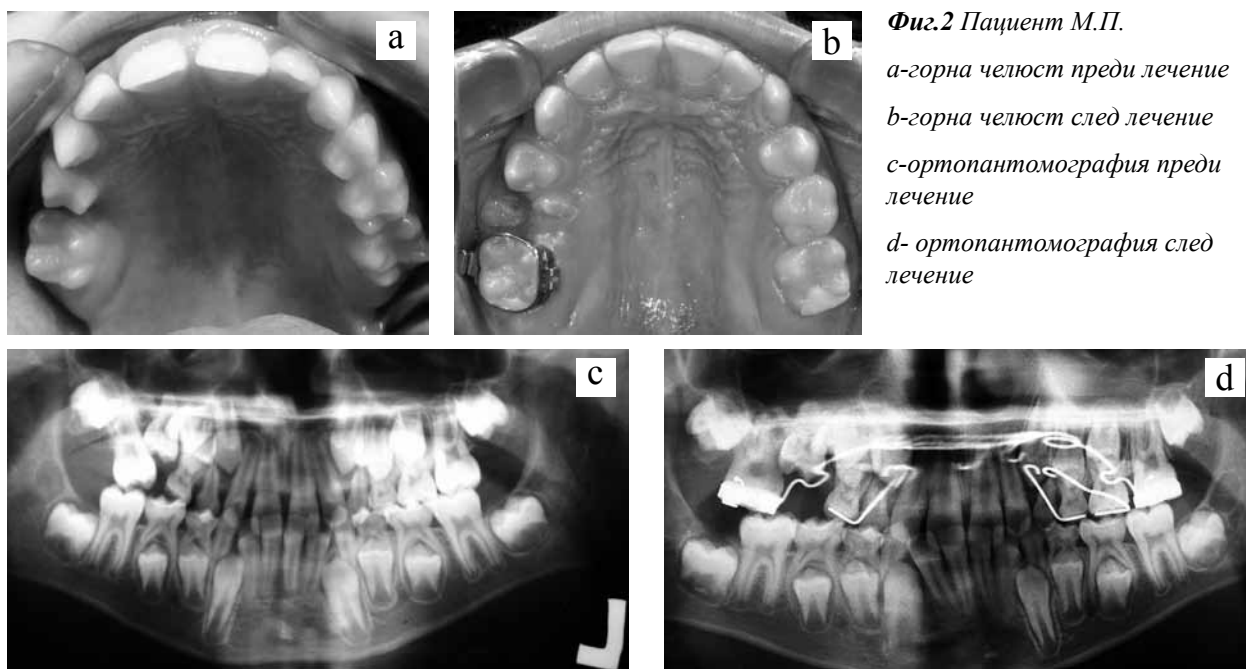 a
b
Фиг.2 Пациент М.П.
а-горна челюст преди лечение
b-горна челюст след лечение
с-ортопантомография преди
лечение
d- ортопантомография след
лечение
c
d
L